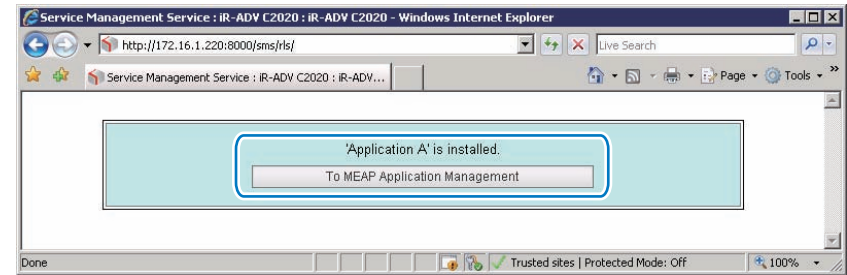 Service Management Service : iR-ADV C2020 : iR-ADV C2020 - Windows Internet Explorer
http://172.16.1.220:8000/sms/rls/
Live Search
Service Management Service : iR-ADV C2020 : iR-ADV...
Page
Tools
»
'Application A' is installed.
To MEAP Application Management
Done
Trusted sites | Protected Mode: Off
100%